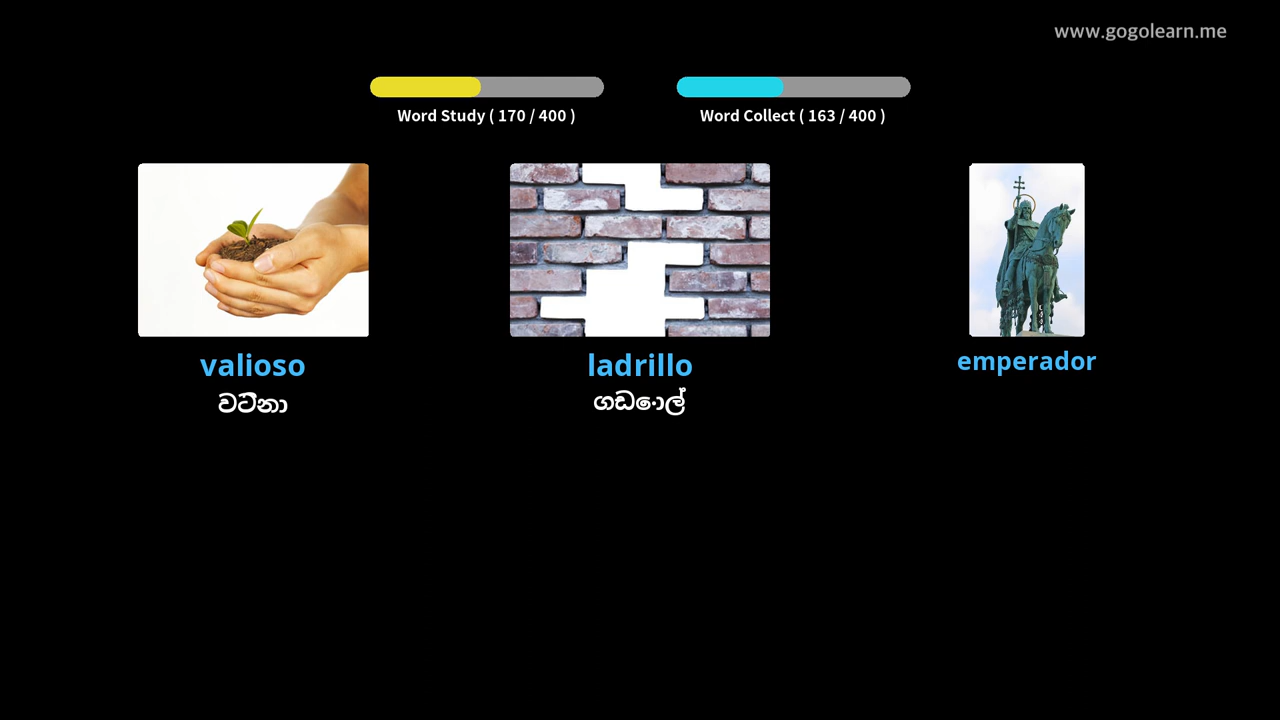 www.gogolearn.me
Word Study ( 170 / 400 )
Word Collect ( 163 / 400 )
valioso
ladrillo
emperador
වටිනා
ගඩොල්